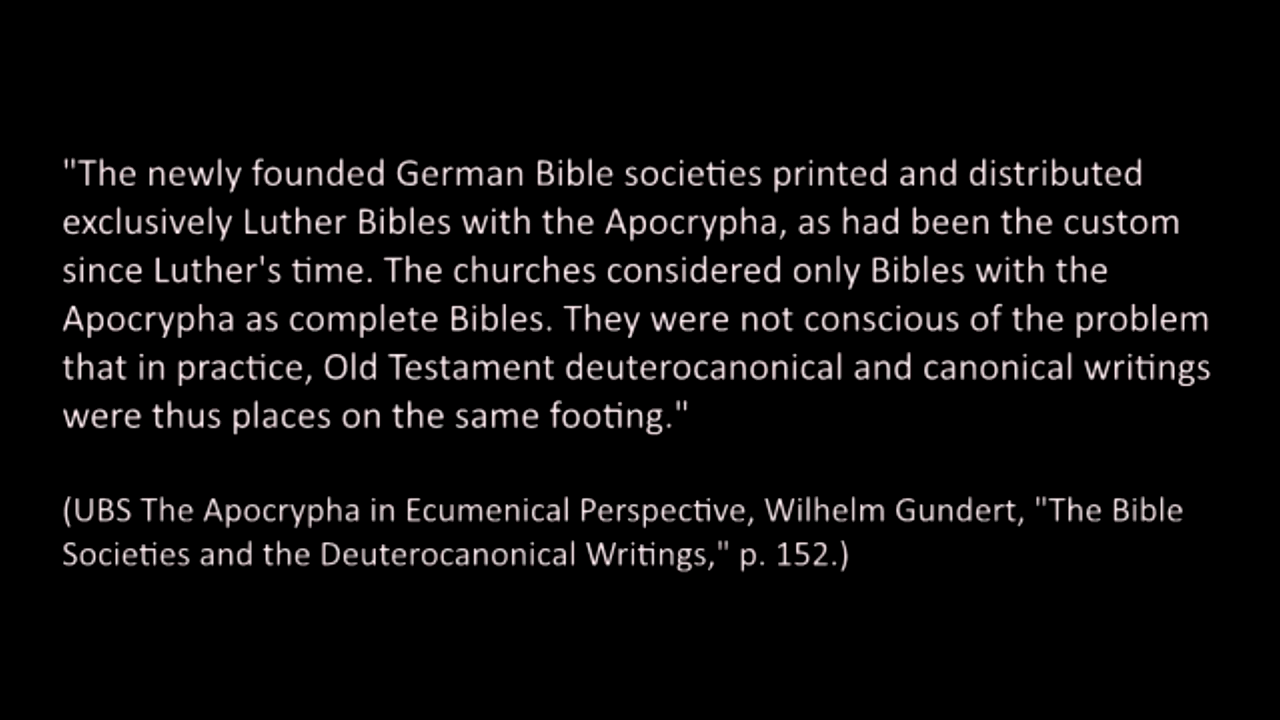 "The newly founded German Bible societies printed and distributed
exclusively Luther Bibles with the Apocrypha, as had been the custom
since Luther's time. The churches considered only Bibles with the
Apocrypha as complete Bibles. They were not conscious of the problem
that in practice, Old Testament deuterocanonical and canonical writings
were thus places on the same footing."
(UBS The Apocrypha in Ecumenical Perspective, Wilhelm Gundert, "The Bible
Societies and the Deuterocanonical Writings," p. 152.)